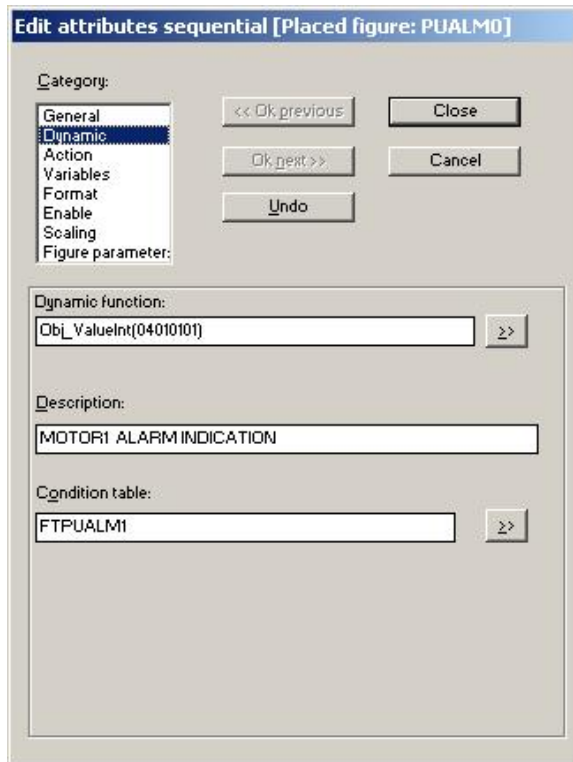 Edit attributes sequential [Placed figure: PUALM0]
Category:
General
Dynamic
Action
Variables
Format
Enable
Scaling
Figure parameter:
<< Ok previous
Close
Ok next >>
Cancel
Undo
Dynamic function:
Obj_ValueInt(04010101)
>>
Description:
MOTOR1 ALARM INDICATION
Condition table:
FTPUALM1
>>